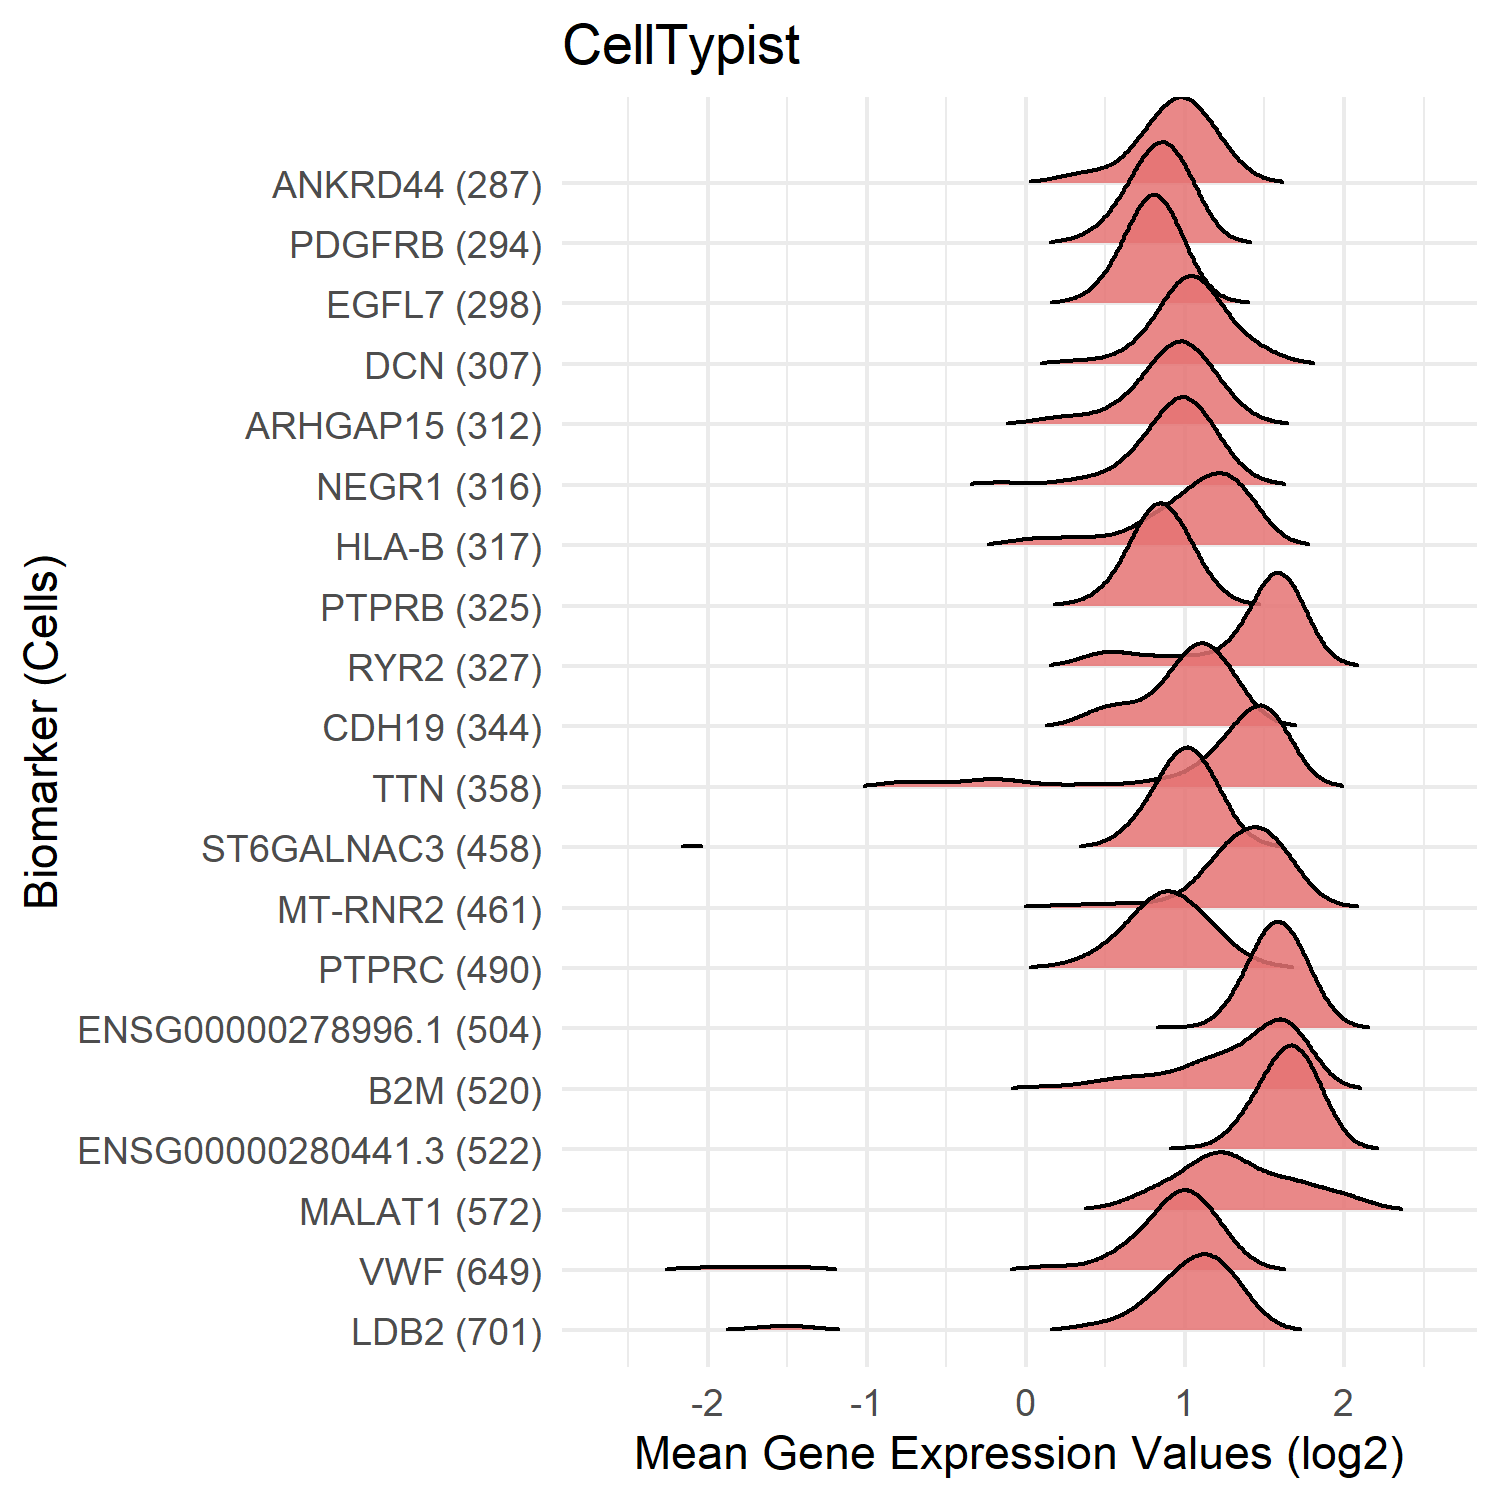 CellTypist
Biomarker (Cells)
ANKRD44 (287)
PDGFRB (294)
EGFL7 (298)
DCN (307)
ARHGAP15 (312)
NEGR1 (316)
HLA-B (317)
PTPRB (325)
RYR2 (327)
CDH19 (344)
TTN (358)
ST6GALNAC3 (458)
MT-RNR2 (461)
PTPRC (490)
ENSG00000278996.1 (504)
B2M (520)
ENSG00000280441.3 (522)
MALAT1 (572)
VWF (649)
LDB2 (701)
-2 -1 0 1 2
Mean Gene Expression Values (log2)